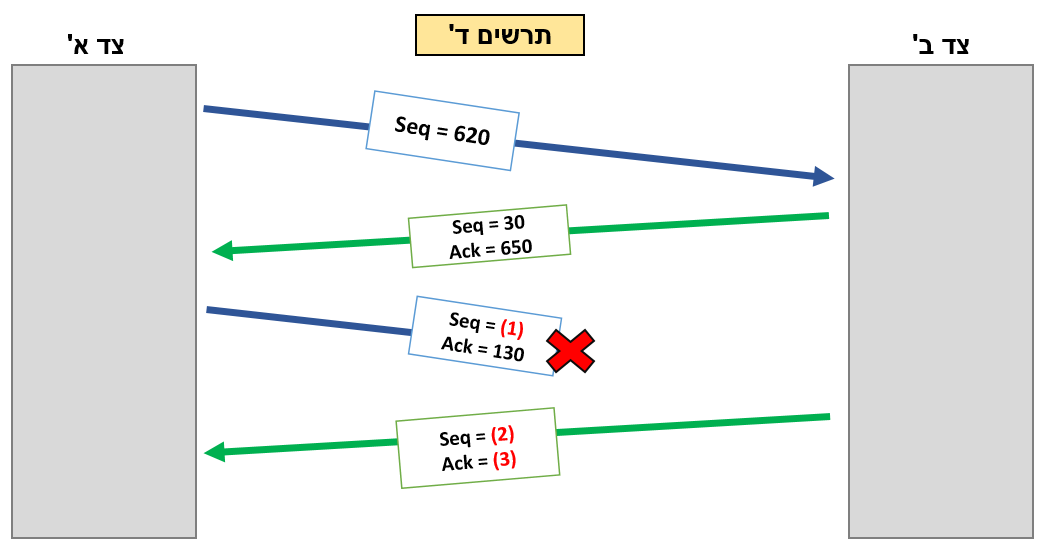 תרשים ד'
צד א'
צד ב'
Seq = 620
Seq = 30
Ack = 650
Seq = (1)
Ack = 130
Seq = (2)
Ack = (3)